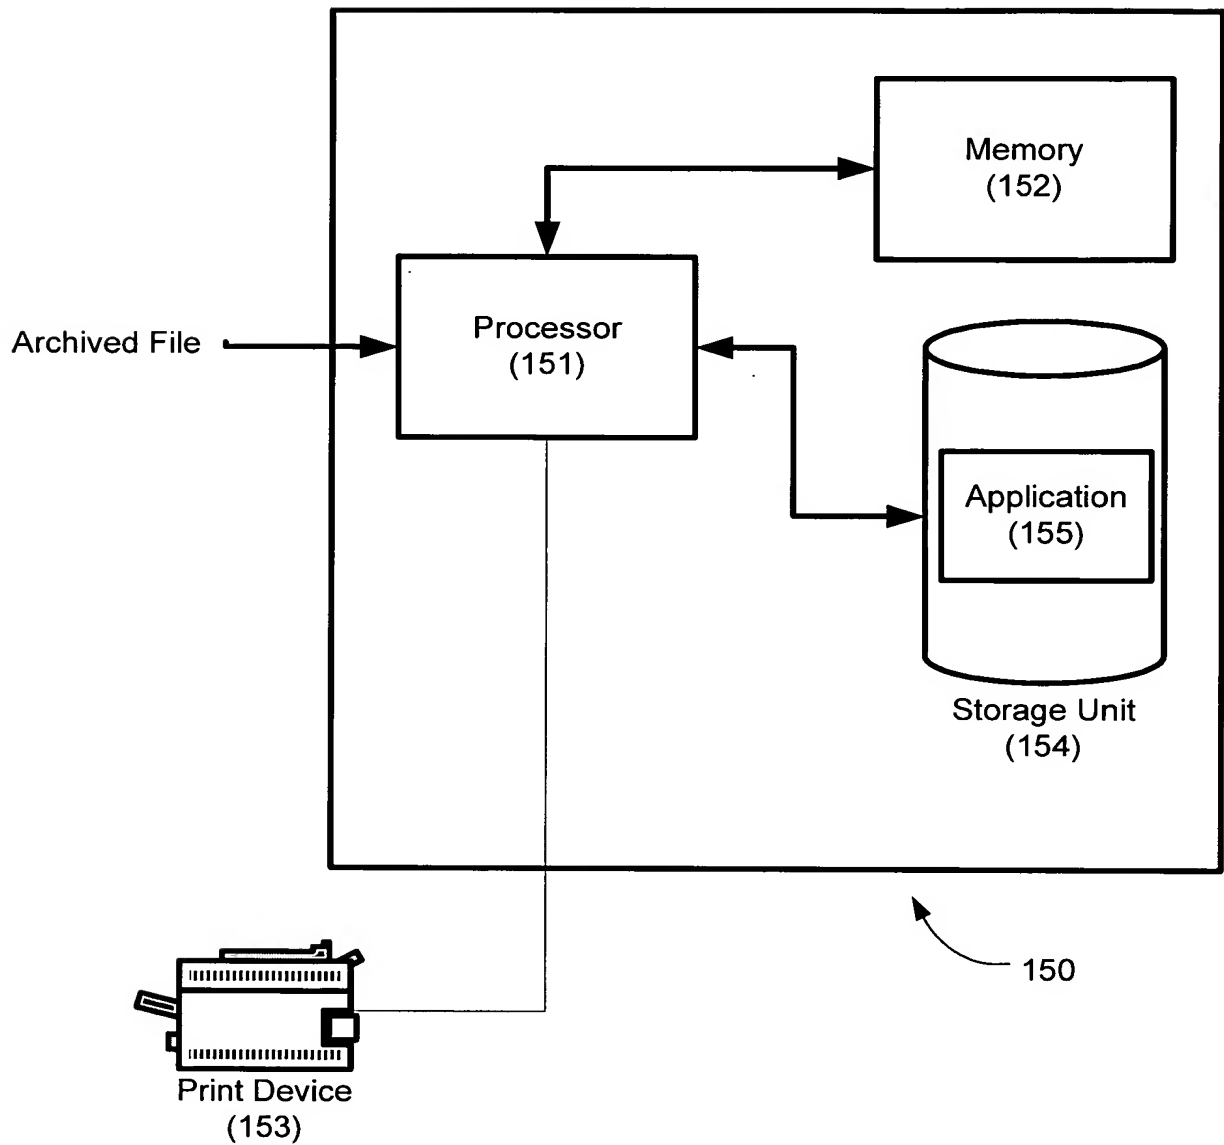 Memory
(152)
Processor
(151)
Archived File
Application
(155)
Storage Unit
(154)
150
Print Device
(153)